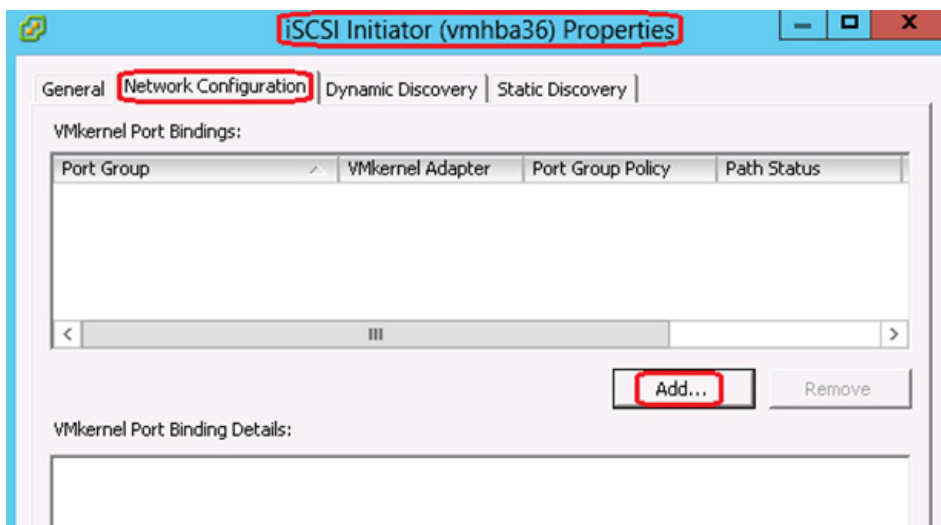 iSCSI Initiator (vmhba36) Properties
General Network Configuration Dynamic Discovery Static Discovery
VMkernel Port Bindings:
Port Group VMkernel Adapter Port Group Policy Path Status
Add... Remove
VMkernel Port Binding Details: